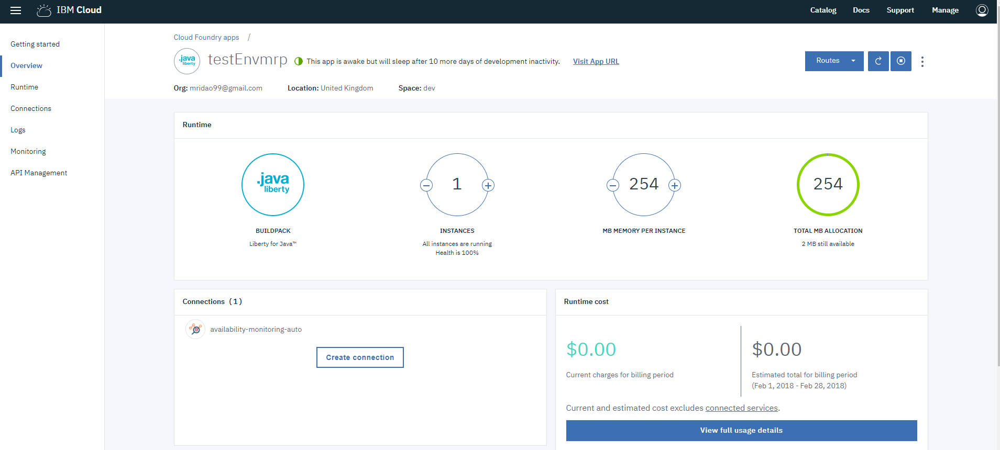 IBM Cloud
Catalog
Docs
Support
Manage
Getting started
Overview
Runtime
Connections
Logs
Monitoring
API Management
Cloud Foundry apps /
.java
liberty
testEnvmrp
This app is awake but will sleep after 10 more days of development inactivity.
Visit App URL
Routes
Org: mridao99@gmail.com
Location: United Kingdom
Space: dev
Runtime
.java
liberty
BUILDPACK
Liberty for Java™
1
INSTANCES
All instances are running
Health is 100%
254
MB MEMORY PER INSTANCE
254
TOTAL MB ALLOCATION
2 MB still available
Connections (1)
availability-monitoring-auto
Create connection
Runtime cost
$0.00
Current charges for billing period
$0.00
Estimated total for billing period
(Feb 1, 2018 - Feb 28, 2018)
Current and estimated cost excludes connected services.
View full usage details